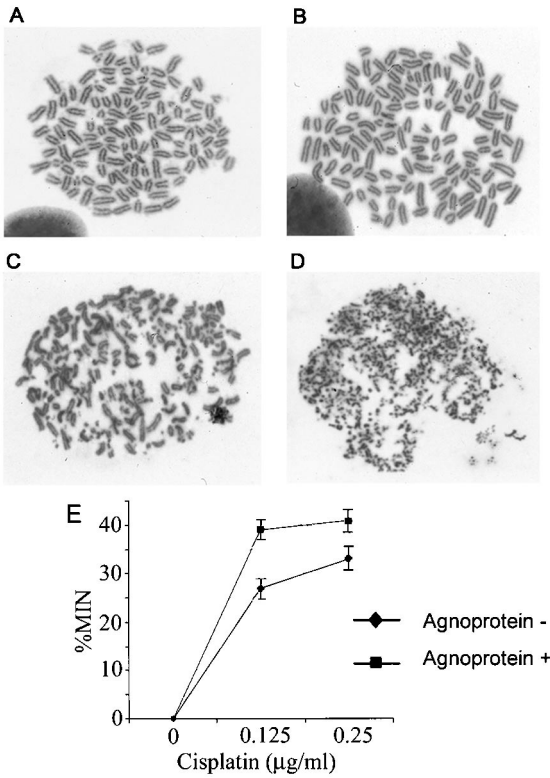 A
B
C
D
E
%MIN
40
30
20
10
0
0 0.125 0.25
Cisplatin (µg/ml)
Agnoprotein -
Agnoprotein +